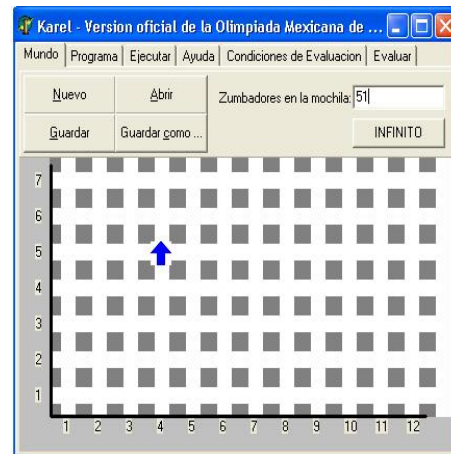 Karel - Version oficial de la Olimpiada Mexicana de ...
Mundo Programa Ejecutar Ayuda Condiciones de Evaluacion Evaluar
Nuevo Abrir Zumbadores en la mochila: 51
Guardar Guardar como ... INFINITO
7
6
5
4
3
2
1
1 2 3 4 5 6 7 8 9 10 11 12